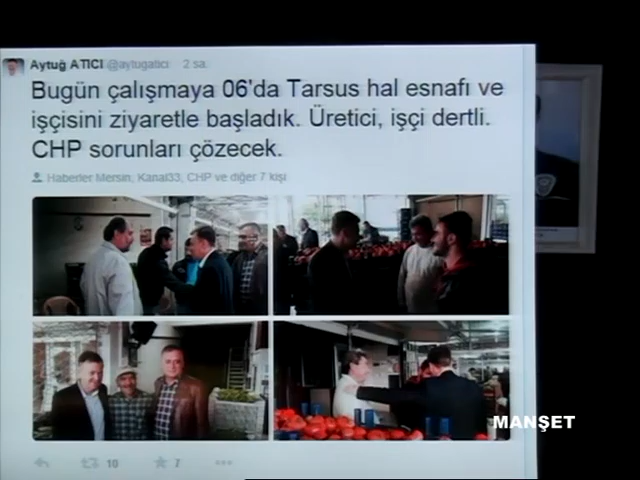 Aytuğ ATICI @aytugatici 2 sa.
Bugün çalışmaya 06'da Tarsus hal esnafı ve
işçisini ziyaretle başladık. Üretici, işçi dertli.
CHP sorunları çözecek.
Haberler Mersin, Kanal33, CHP ve diğer 7 kişi
10 7
MANŞET